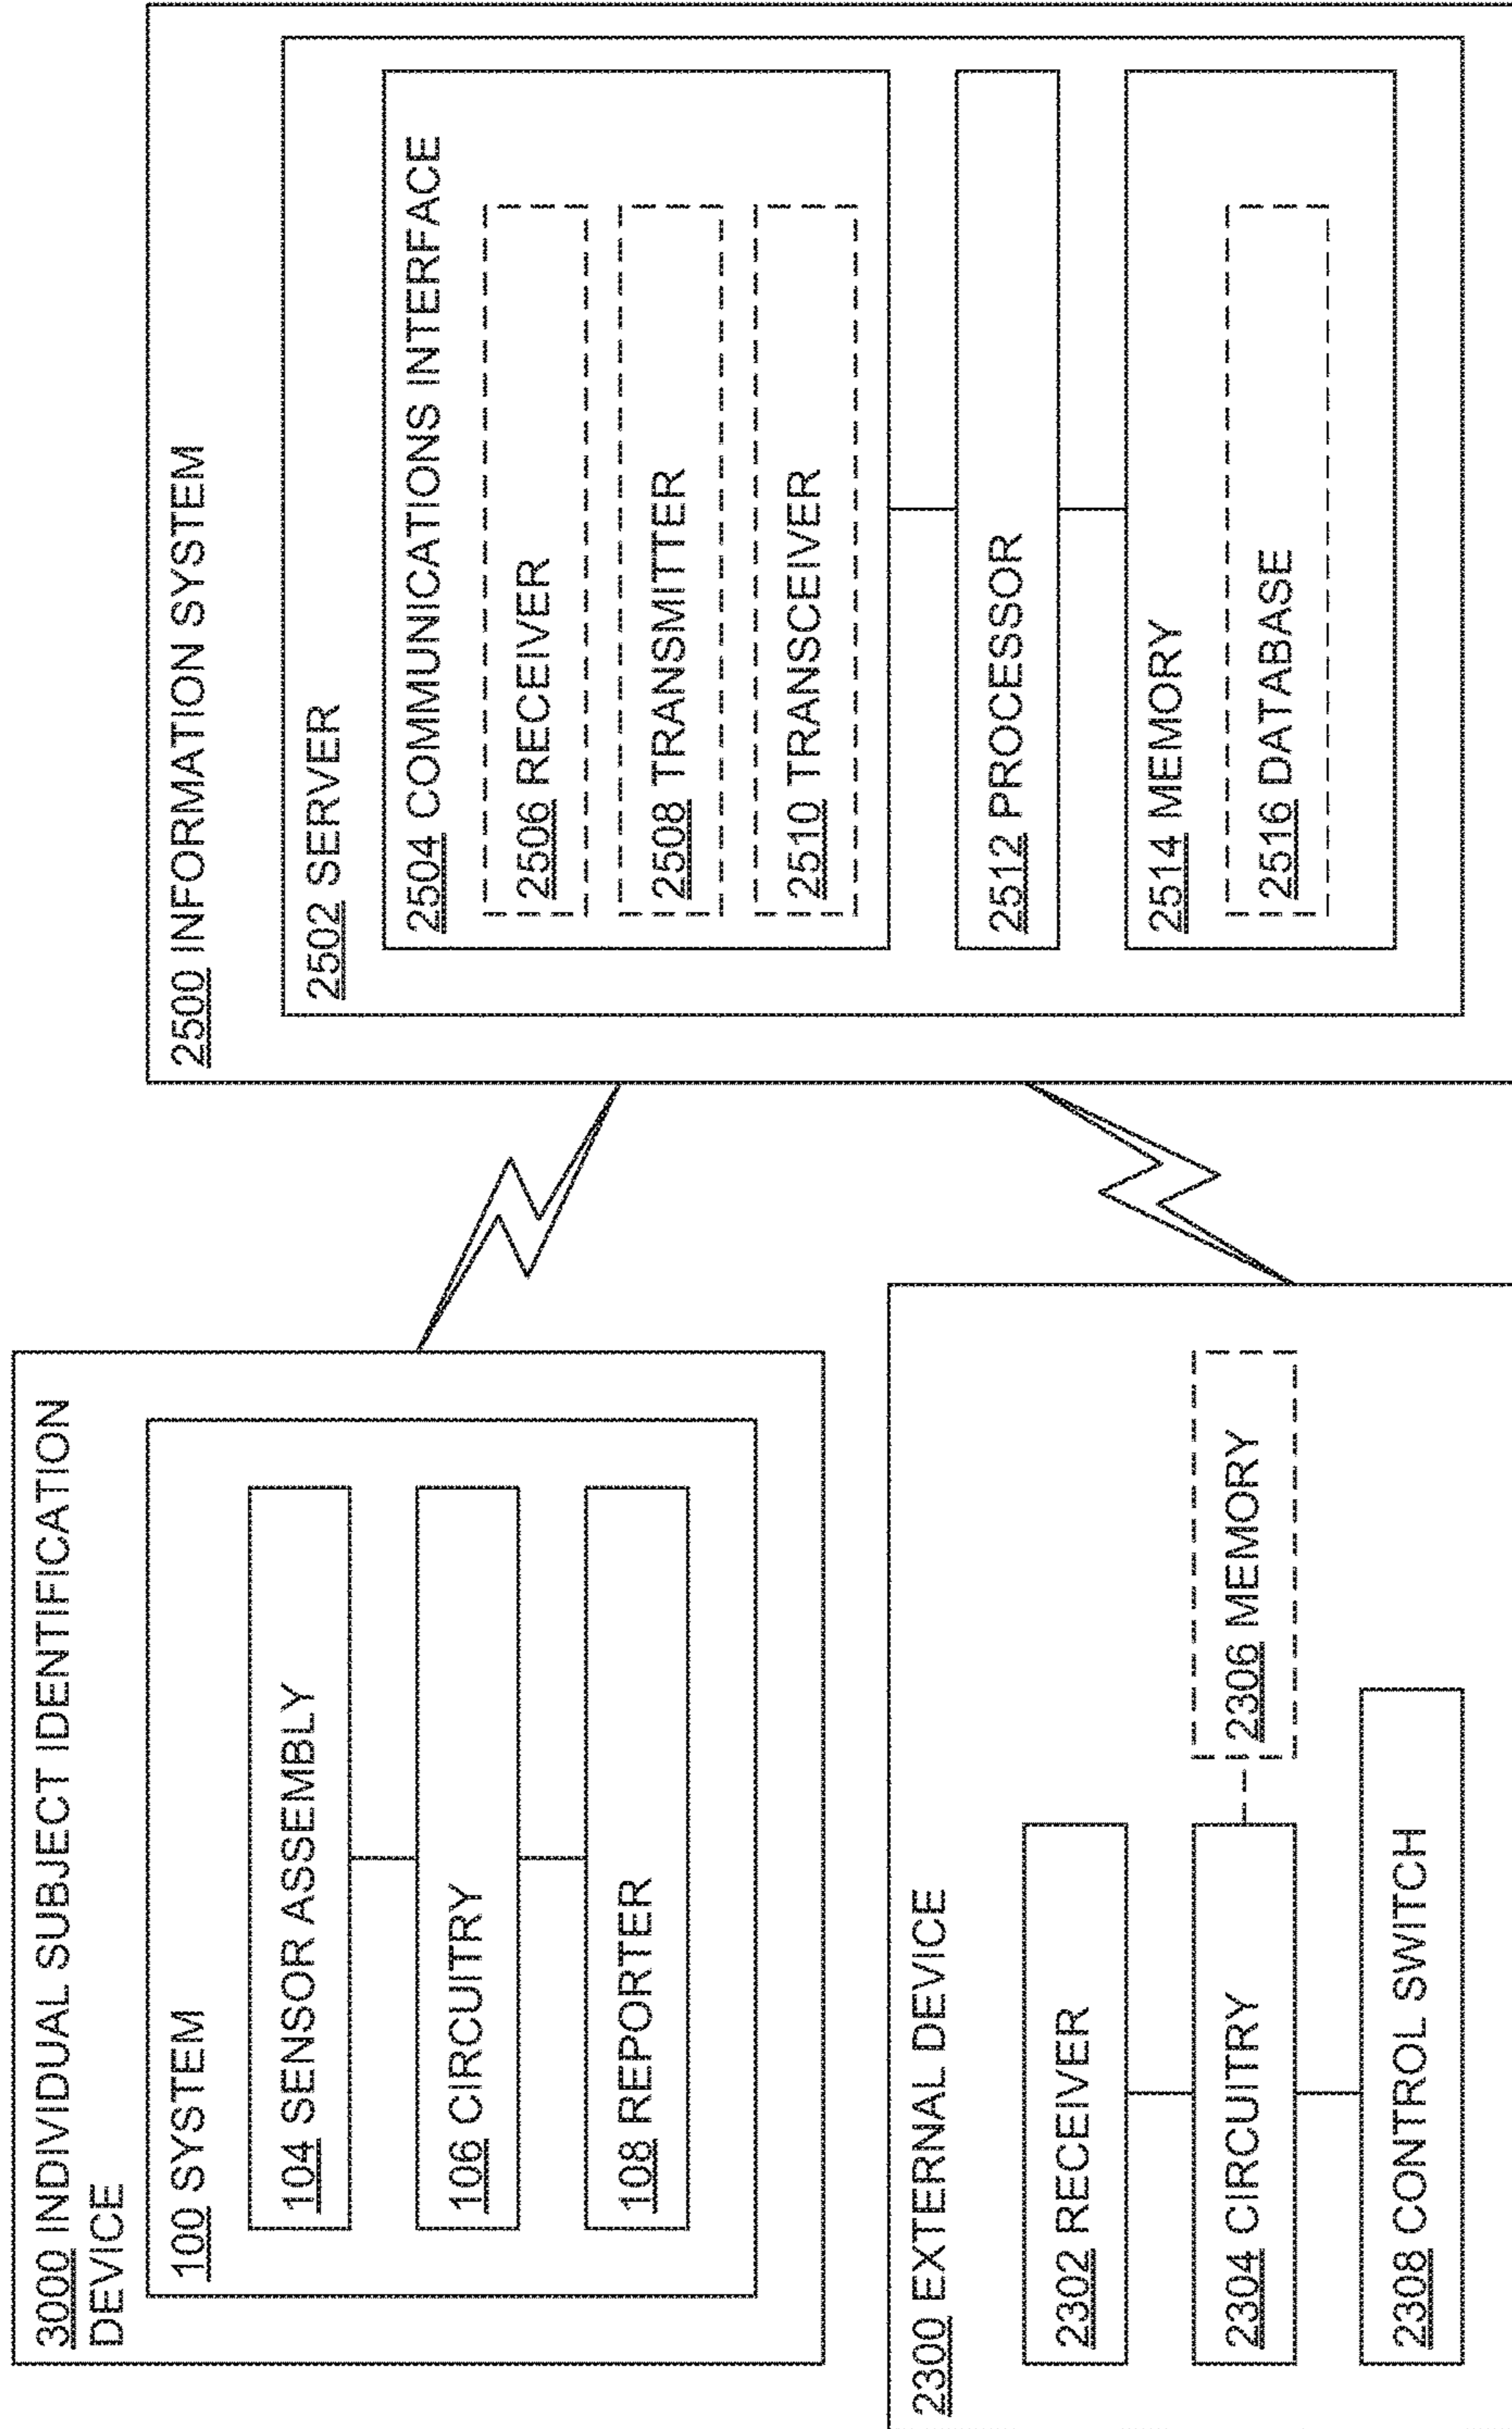 3000 INDIVIDUAL SUBJECT IDENTIFICATION
DEVICE
100 SYSTEM
104 SENSOR ASSEMBLY
106 CIRCUITRY
108 REPORTER
2300 EXTERNAL DEVICE
2302 RECEIVER
2304 CIRCUITRY
2306 MEMORY
2308 CONTROL SWITCH
2500 INFORMATION SYSTEM
2502 SERVER
2504 COMMUNICATIONS INTERFACE
2506 RECEIVER
2508 TRANSMITTER
2510 TRANSCEIVER
2512 PROCESSOR
2514 MEMORY
2516 DATABASE